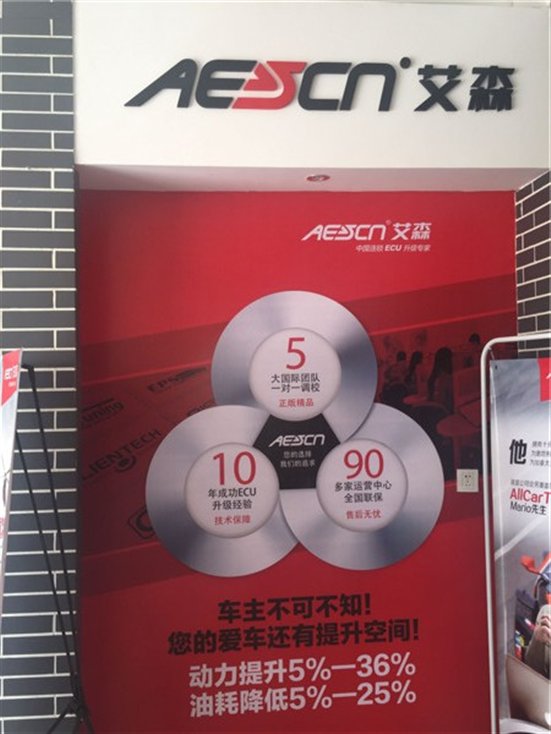 AESCN®艾森
AESCN®艾森
中国连锁 ECU 升级专家
5
大国际团队
一对一调校
正版精品
AESCN
您的选择
我们的追求
10
年成功ECU
升级经验
技术保障
90
多家运营中心
全国联保
售后无忧
LIENTECH
车主不可不知！
您的爱车还有提升空间！
动力提升5%—36%
油耗降低5%—25%
他
AllCarT
Mario先生